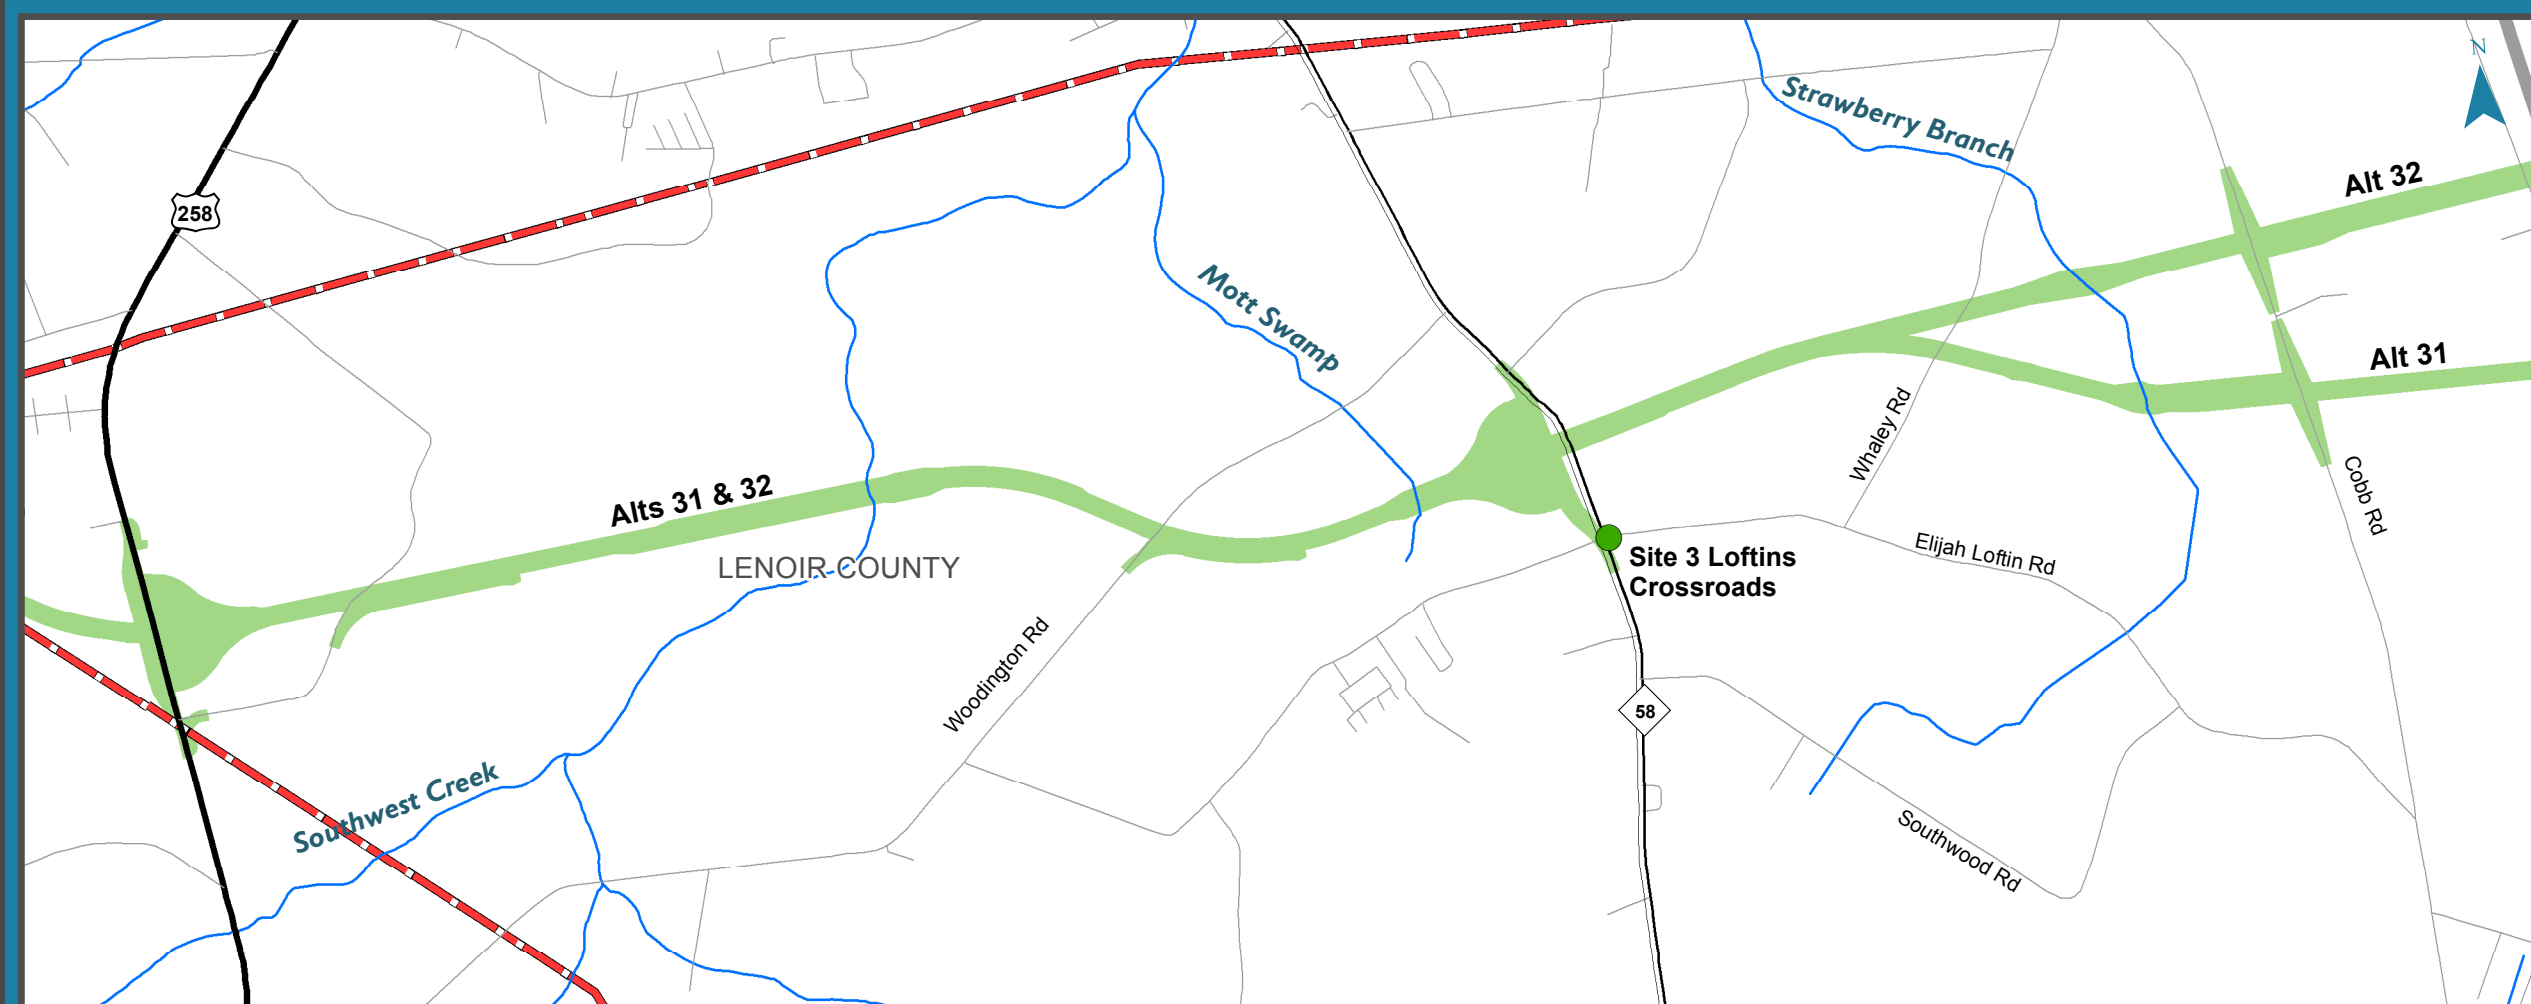 N
Strawberry Branch
Alt 32
258
Mott Swamp
Alt 31
Whaley Rd
Alts 31 & 32
Cobb Rd
LENOIR COUNTY
Elijah Loftin Rd
Site 3 Loftins
Crossroads
Woodington Rd
58
Southwest Creek
Southwood Rd